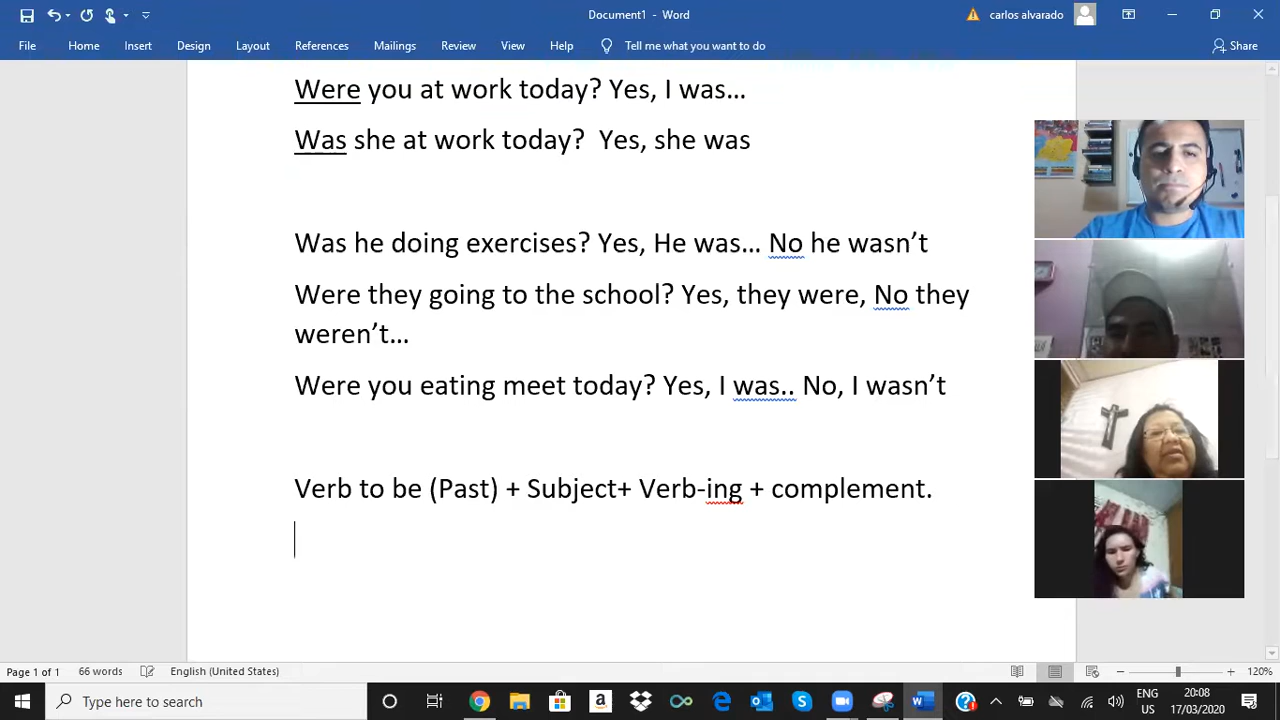 Document1 - Word
carlos alvarado
File Home Insert Design Layout References Mailings Review View Help Tell me what you want to do Share
Were you at work today? Yes, I was...
Was she at work today? Yes, she was
Was he doing exercises? Yes, He was... No he wasn't
Were they going to the school? Yes, they were, No they
weren't...
Were you eating meet today? Yes, I was.. No, I wasn't
Verb to be (Past) + Subject+ Verb-ing + complement.
Page 1 of 1 66 words English (United States) 120%
Type here to search ENG 20:08
US 17/03/2020